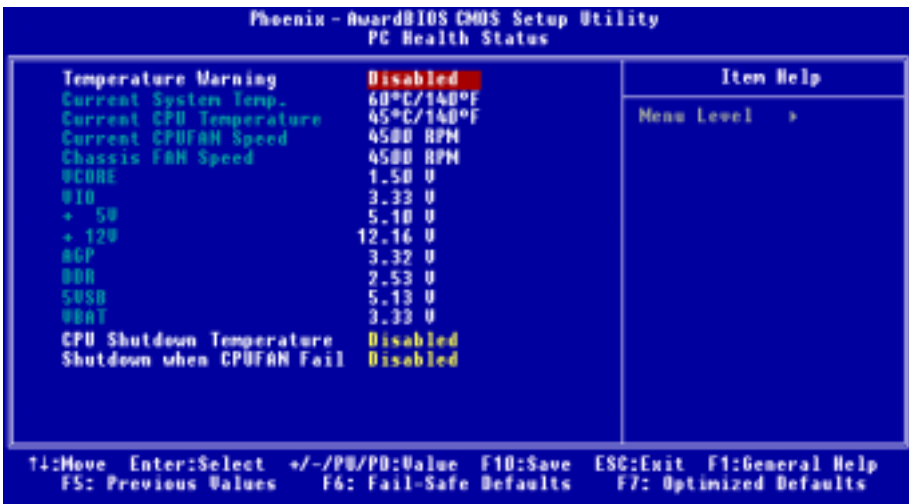 Phoenix - AwardBIOS CMOS Setup Utility
PC Health Status
Temperature Warning Disabled
Current System Temp. 60°C/140°F
Current CPU Temperature 45°C/140°F
Current CPUFAN Speed 4500 RPM
Chassis FAN Speed 4500 RPM
VCORE 1.50 V
VIO 3.33 V
+ 5V 5.10 V
+ 12V 12.16 V
AGP 3.32 V
DDR 2.53 V
5VSB 5.13 V
VBAT 3.33 V
CPU Shutdown Temperature Disabled
Shutdown when CPUFAN Fail Disabled
Item Help
Menu Level ▸
↑↓:Move Enter:Select +/-/PU/PD:Value F10:Save ESC:Exit F1:General Help
F5: Previous Values F6: Fail-Safe Defaults F7: Optimized Defaults